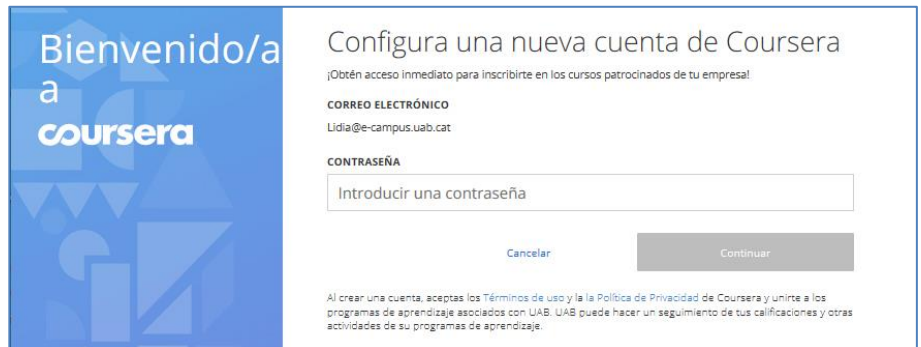 Bienvenido/a
a
coursera
Configura una nueva cuenta de Coursera
¡Obtén acceso inmediato para inscribirte en los cursos patrocinados de tu empresa!
CORREO ELECTRÓNICO
Lidia@e-campus.uab.cat
CONTRASEÑA
Introducir una contraseña
Cancelar
Continuar
Al crear una cuenta, aceptas los Términos de uso y la la Política de Privacidad de Coursera y unirte a los
programas de aprendizaje asociados con UAB. UAB puede hacer un seguimiento de tus calificaciones y otras
actividades de su programas de aprendizaje.